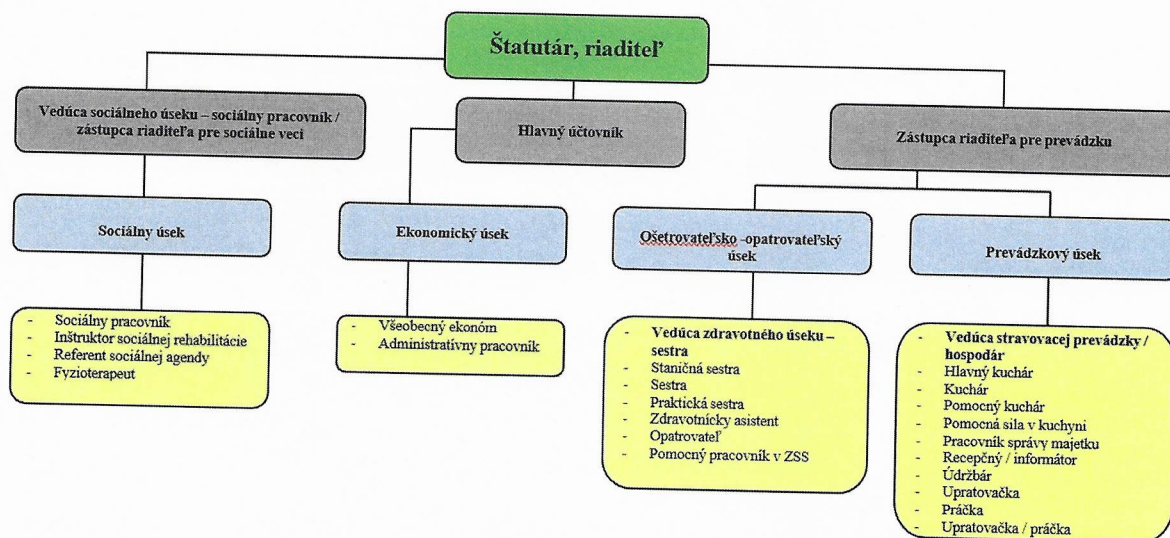 Štatutár, riaditeľ
Vedúca sociálneho úseku – sociálny pracovník /
zástupca riaditeľa pre sociálne veci
Hlavný účtovník
Zástupca riaditeľa pre prevádzku
Sociálny úsek
Ekonomický úsek
Ošetrovateľsko -opatrovateľský
úsek
Prevádzkový úsek
- Sociálny pracovník
- Inštruktor sociálnej rehabilitácie
- Referent sociálnej agendy
- Fyzioterapeut
- Všeobecný ekonóm
- Administratívny pracovník
- Vedúca zdravotného úseku –
sestra
- Staničná sestra
- Sestra
- Praktická sestra
- Zdravotnícky asistent
- Opatrovateľ
- Pomocný pracovník v ZSS
- Vedúca stravovacej prevádzky /
hospodár
- Hlavný kuchár
- Kuchár
- Pomocný kuchár
- Pomocná sila v kuchyni
- Pracovník správy majetku
- Recepčný / informátor
- Údržbár
- Upratovačka
- Práčka
- Upratovačka / práčka